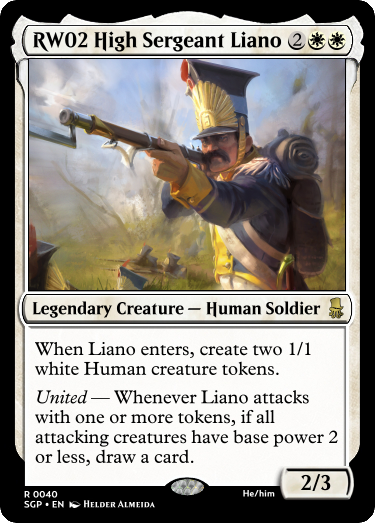 RW02 High Sergeant Liano 2
Legendary Creature — Human Soldier
When Liano enters, create two 1/1
white Human creature tokens.
United — Whenever Liano attacks
with one or more tokens, if all
attacking creatures have base power 2
or less, draw a card.
2/3
R 0040
He/him
SGP • EN Helder Almeida